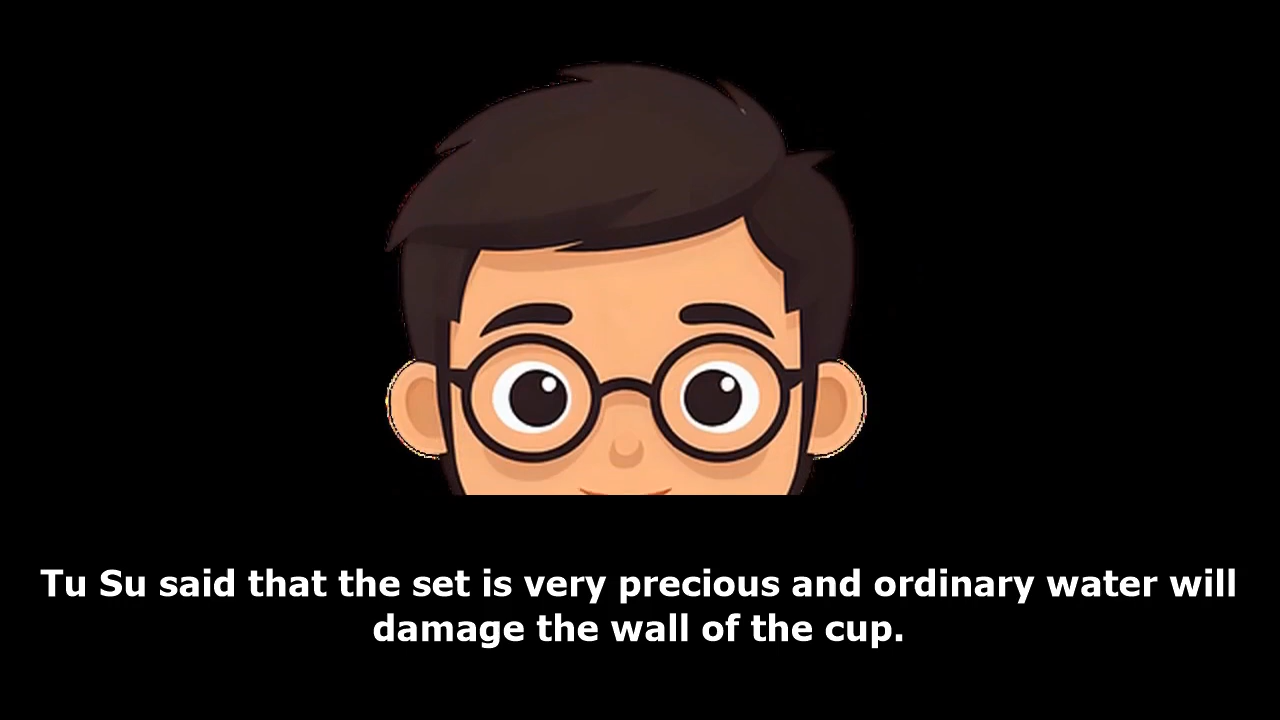 Tu Su said that the set is very precious and ordinary water will
damage the wall of the cup.